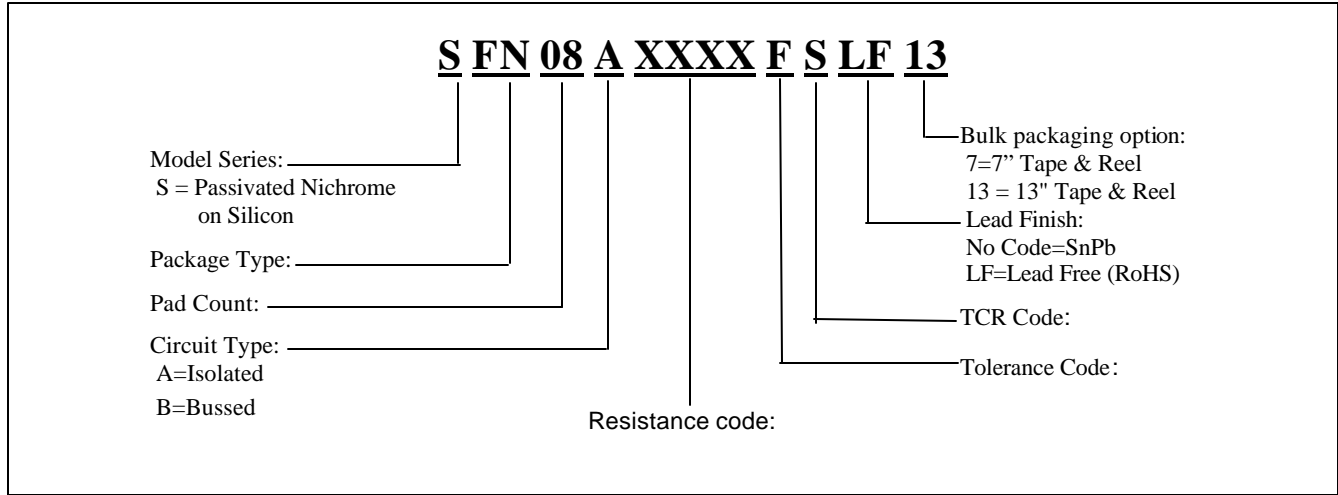 S FN 08 A XXXX F S LF 13
Model Series:
S = Passivated Nichrome
on Silicon
Package Type:
Pad Count:
Circuit Type:
A=Isolated
B=Bussed
Resistance code:
Bulk packaging option:
7=7” Tape & Reel
13 = 13" Tape & Reel
Lead Finish:
No Code=SnPb
LF=Lead Free (RoHS)
TCR Code:
Tolerance Code: